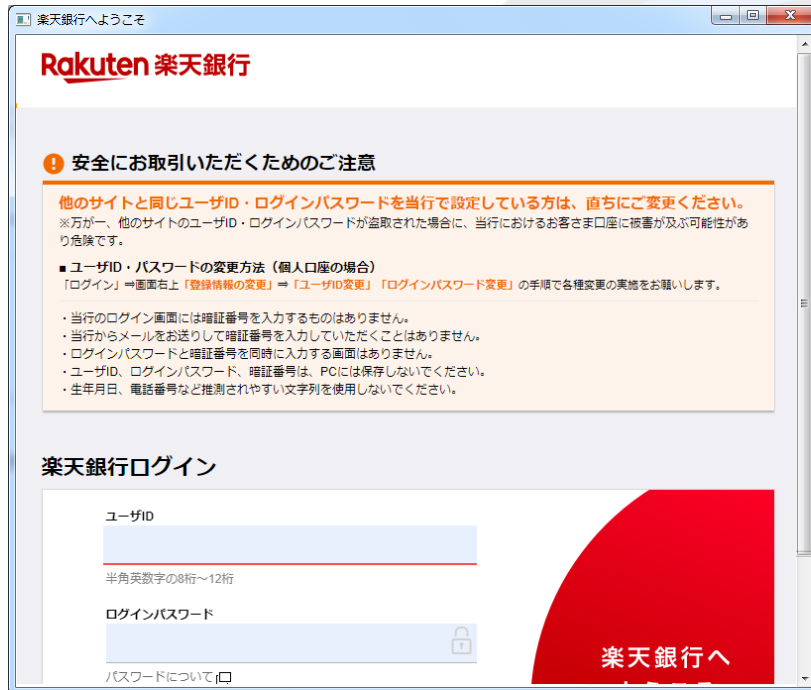 楽天銀行へようこそ
Rakuten 楽天銀行
安全にお取引いただくためのご注意
他のサイトと同じユーザID・ログインパスワードを当行で設定している方は、直ちにご変更ください。
※万が一、他のサイトのユーザID・ログインパスワードが盗取された場合に、当行におけるお客さま口座に被害が及ぶ可能性があ
り危険です。
■ ユーザID・パスワードの変更方法（個人口座の場合）
「ログイン」⇒画面右上「登録情報の変更」⇒「ユーザID変更」「ログインパスワード変更」の手順で各種変更の実施をお願いします。
・当行のログイン画面には暗証番号を入力するものはありません。
・当行からメールをお送りして暗証番号を入力していただくことはありません。
・ログインパスワードと暗証番号を同時に入力する画面はありません。
・ユーザID、ログインパスワード、暗証番号は、PCには保存しないでください。
・生年月日、電話番号など推測されやすい文字列を使用しないでください。
楽天銀行ログイン
ユーザID
半角英数字の8桁～12桁
ログインパスワード
パスワードについて
楽天銀行へ